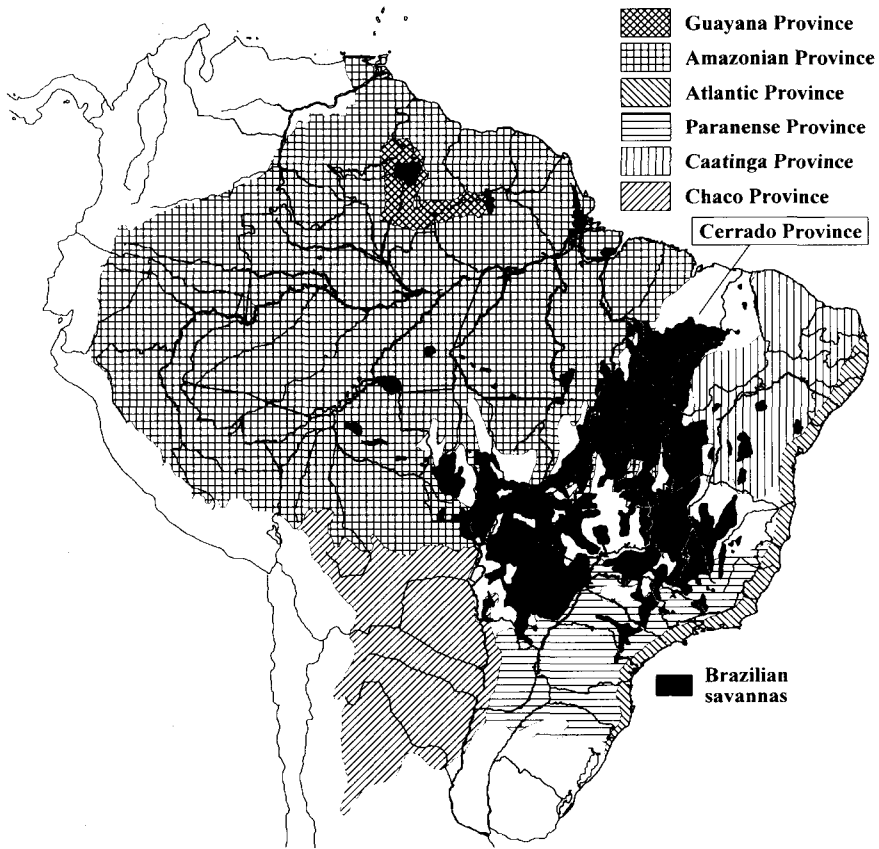 Guayana Province
Amazonian Province
Atlantic Province
Paranense Province
Caatinga Province
Chaco Province
Cerrado Province
Brazilian
savannas